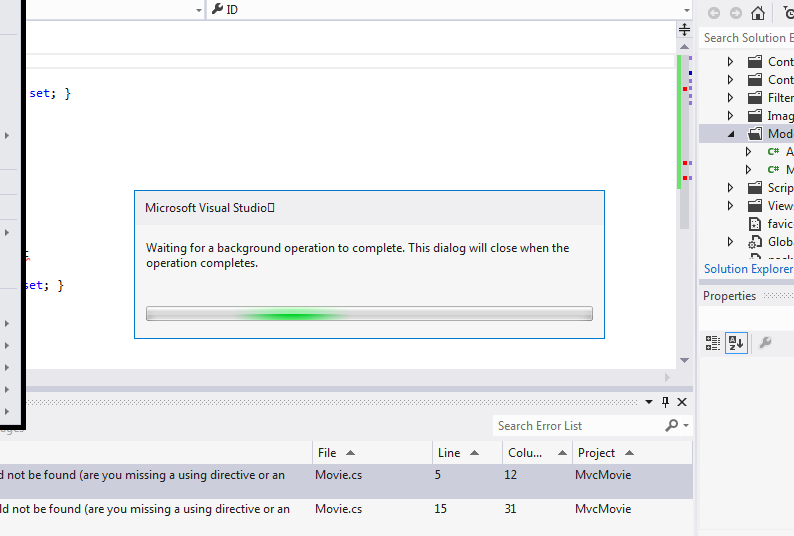 ID
Search Solution E
Cont
Cont
set; }
Filter
Imag
Mod
C# A
C# M
Scrip
Views
Microsoft Visual Studio
favic
Globa
Waiting for a background operation to complete. This dialog will close when the
operation completes.
Solution Explorer
set; }
Properties
Search Error List
File Line Colu... Project
d not be found (are you missing a using directive or an Movie.cs 5 12 MvcMovie
ld not be found (are you missing a using directive or an Movie.cs 15 31 MvcMovie